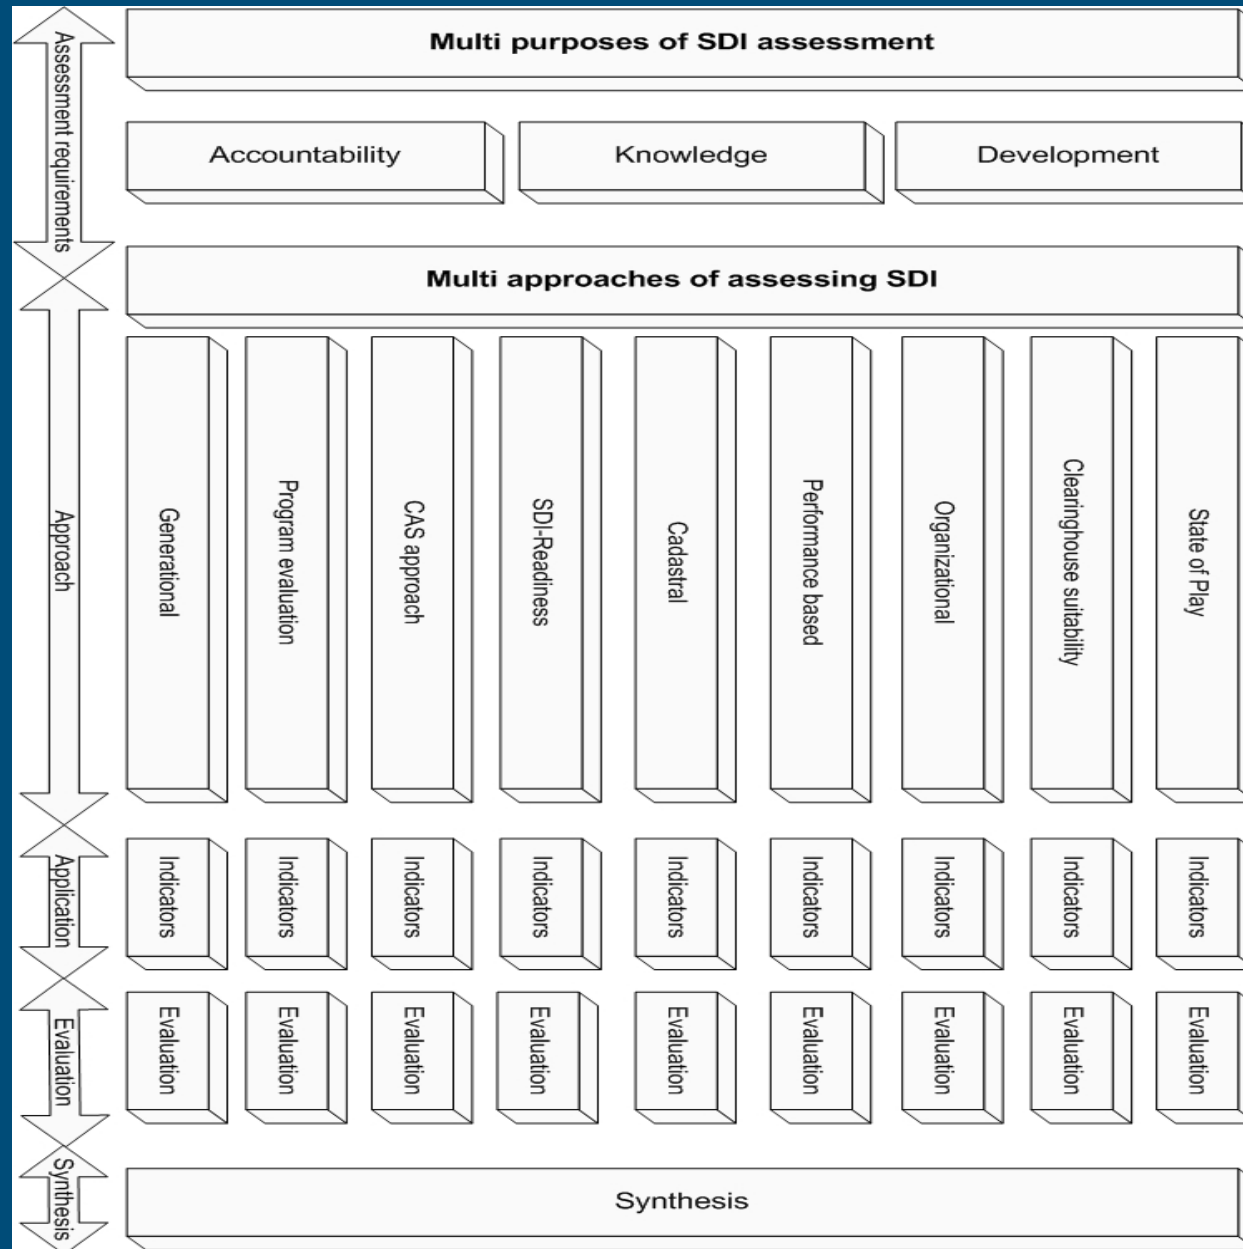 Assessment requirements
Multi purposes of SDI assessment
Accountability
Knowledge
Development
Approach
Multi approaches of assessing SDI
Generational
Program evaluation
CAS approach
SDI-Readiness
Cadastral
Performance based
Organizational
Clearinghouse suitability
State of Play
Application
Indicators
Indicators
Indicators
Indicators
Indicators
Indicators
Indicators
Indicators
Indicators
Evaluation
Evaluation
Evaluation
Evaluation
Evaluation
Evaluation
Evaluation
Evaluation
Evaluation
Evaluation
Synthesis
Synthesis